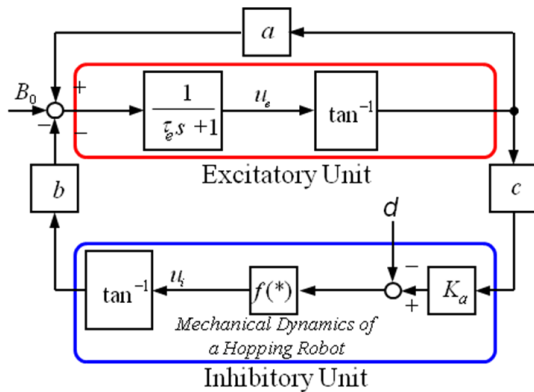 a
+
B₀
−
−
1
τₑs +1
uₑ
tan⁻¹
Excitatory Unit
b
c
d
tan⁻¹
uᵢ
f(*)
−
+
Kₐ
Mechanical Dynamics of
a Hopping Robot
Inhibitory Unit